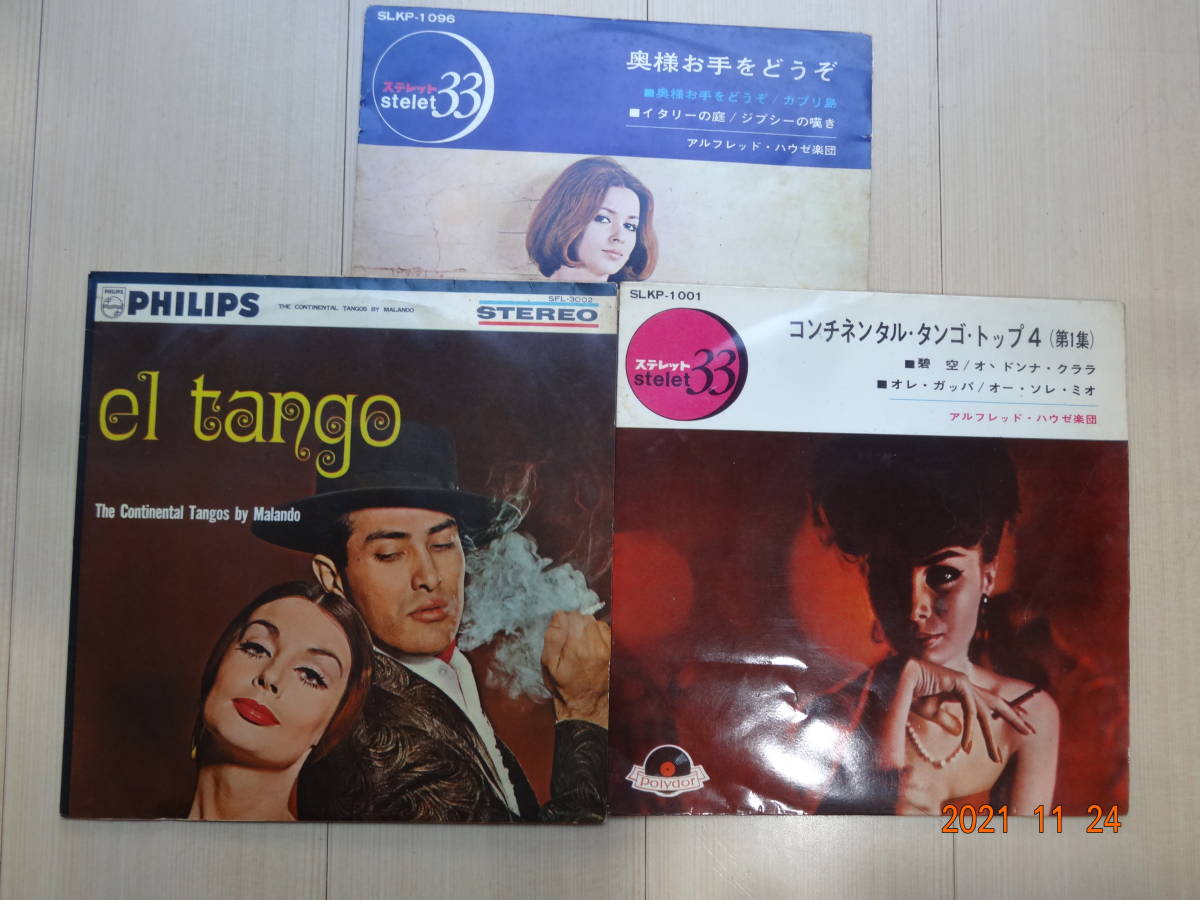 SLKP-1096
ステレット
stelet 33
奥様お手をどうぞ
■奥様お手をどうぞ/カプリ島
■イタリーの庭/ジプシーの嘆き
アルフレッド・ハウゼ楽団
PHILIPS
PHILIPS
THE CONTINENTAL TANGOS BY MALANDO
SFL-3002
STEREO
el tango
The Continental Tangos by Malando
SLKP-1001
ステレット
stelet 33
コンチネンタル・タンゴ・トップ4(第1集)
■碧 空/オヽドンナ・クララ
■オレ・ガッパ/オー・ソレ・ミオ
アルフレッド・ハウゼ楽団
Polydor
2021 11 24